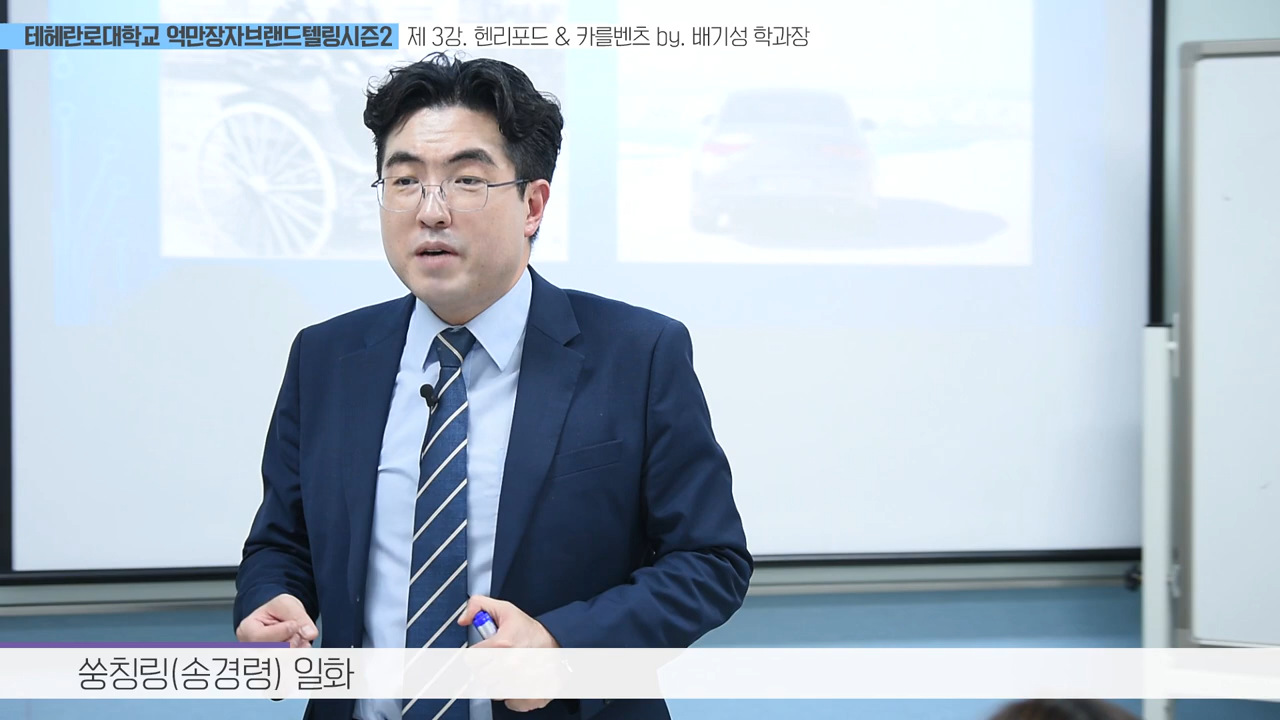 테헤란로대학교 억만장자브랜드텔링시즌2 제 3강. 헨리포드 & 카를벤츠 by. 배기성 학과장
쑹칭링(송경령) 일화